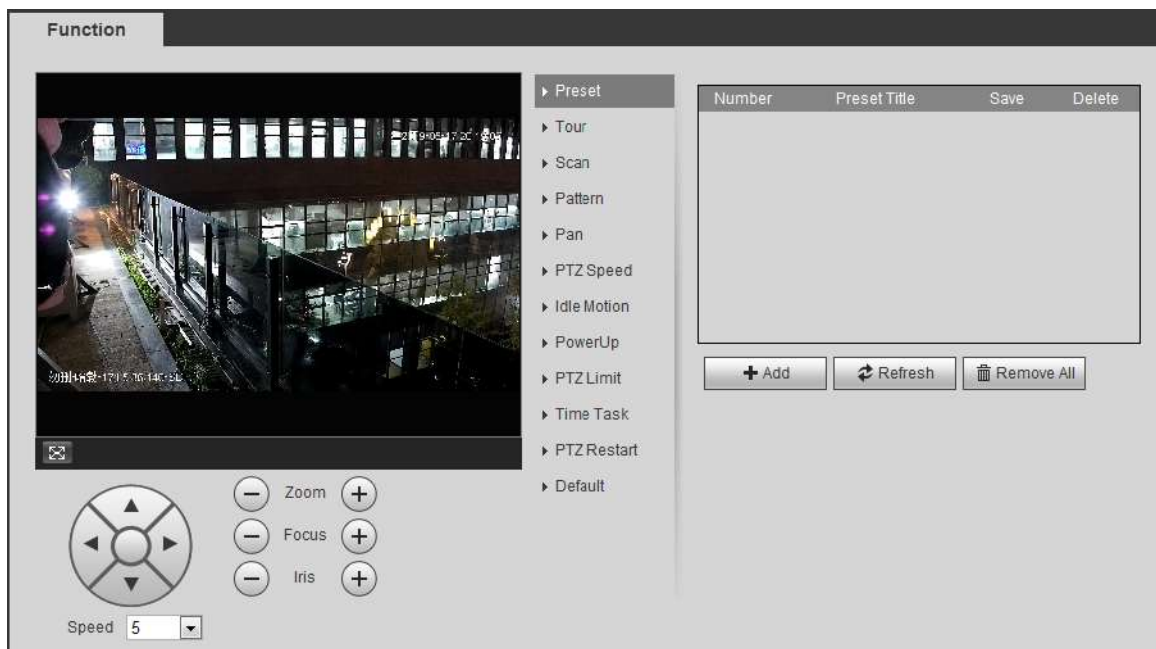 Function
Preset
Tour
Scan
Pattern
Pan
PTZ Speed
Idle Motion
PowerUp
PTZ Limit
Time Task
PTZ Restart
Default
Number Preset Title Save Delete
Add Refresh Remove All
Zoom
Focus
Iris
Speed 5